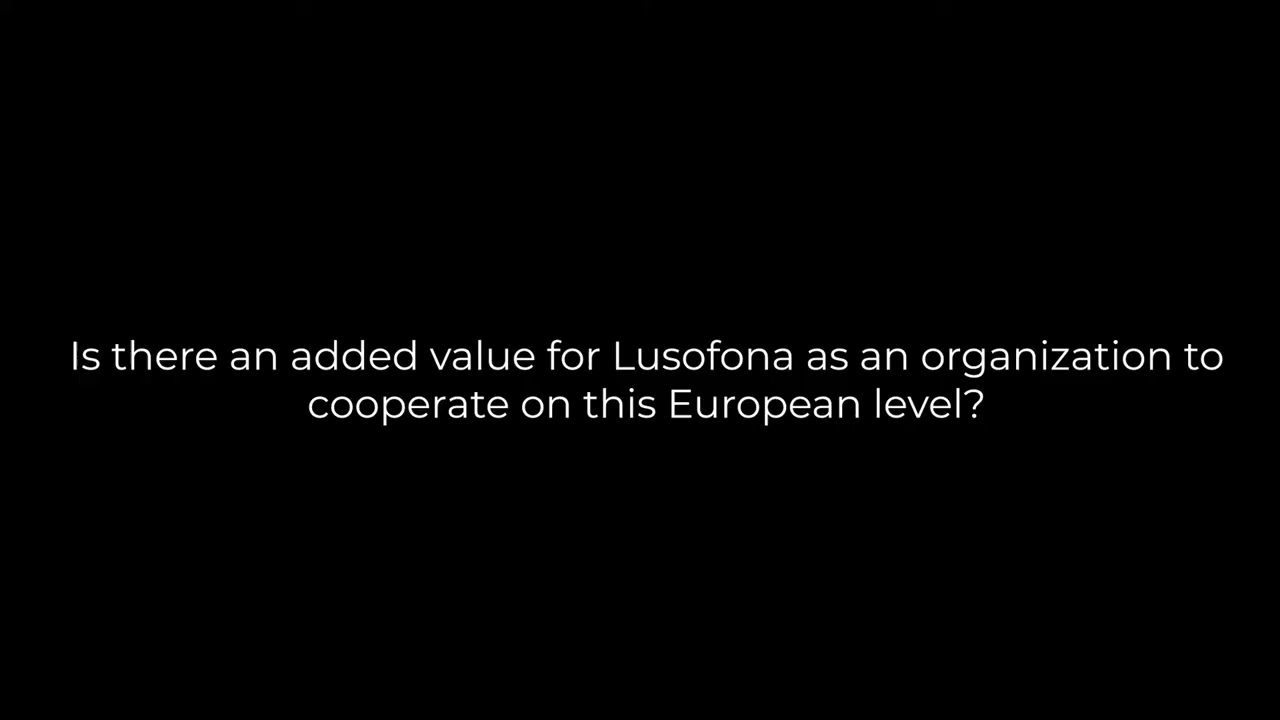 Is there an added value for Lusofona as an organization to
cooperate on this European level?